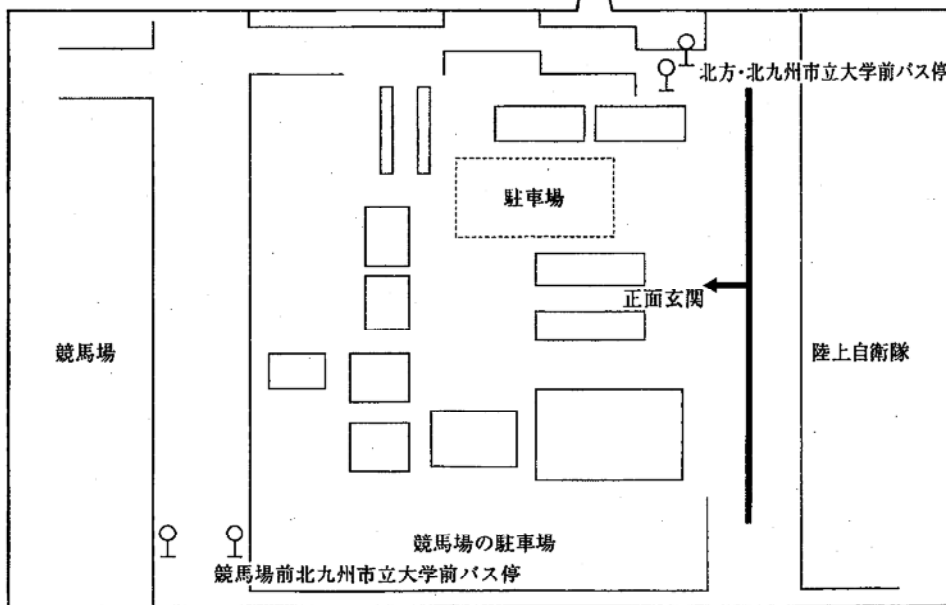 北方・北九州市立大学前バス停
駐車場
正面玄関
競馬場
陸上自衛隊
競馬場の駐車場
競馬場前北九州市立大学前バス停